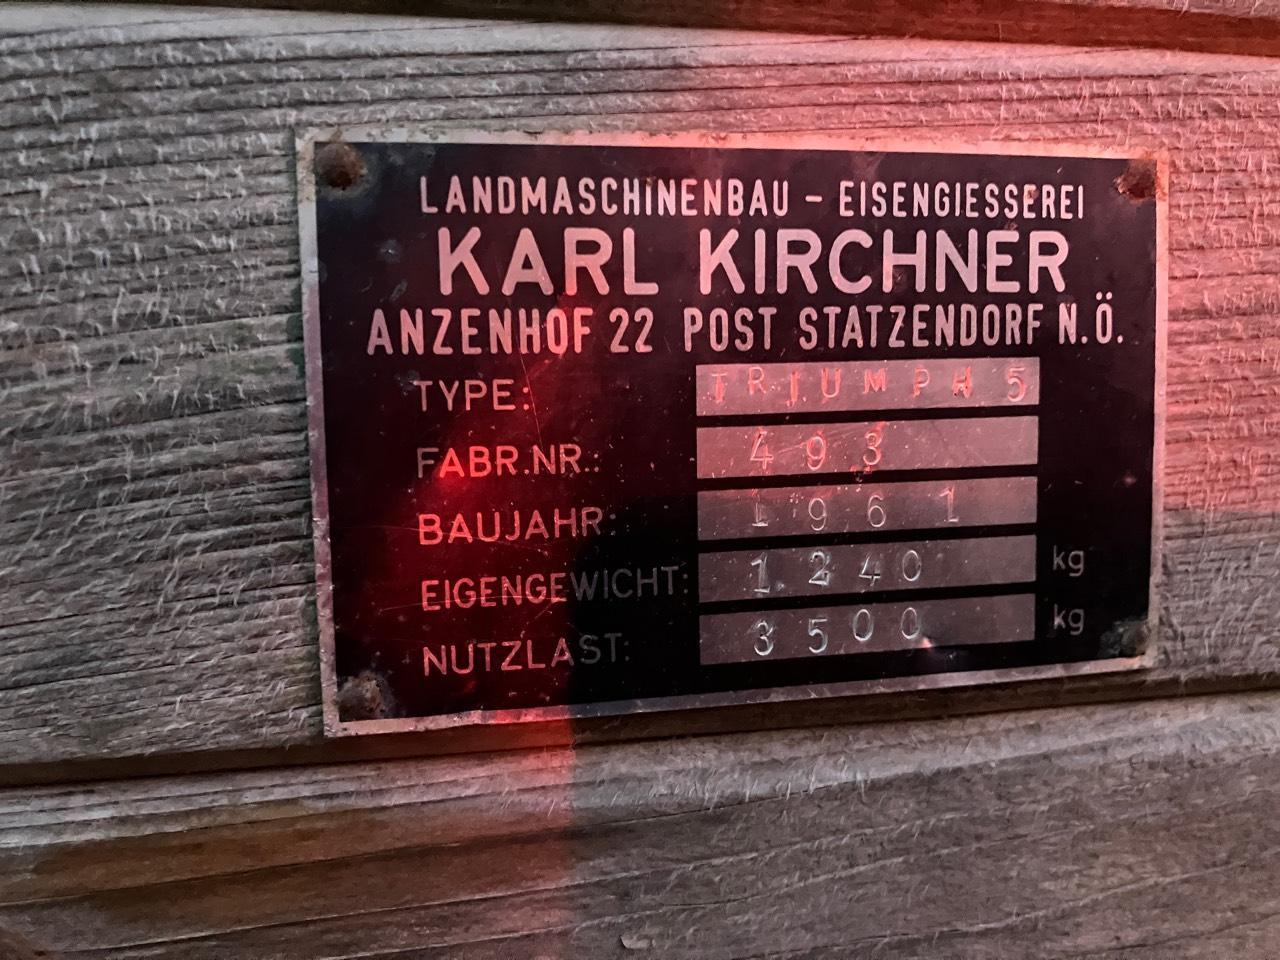 LANDMASCHINENBAU - EISENGIESSEREI
KARL KIRCHNER
ANZENHOF 22 POST STATZENDORF N.Ö.
TYPE: TRIUMPH 5
FABR.NR.: 493
BAUJAHR: 1961
EIGENGEWICHT: 1240 kg
NUTZLAST: 3500 kg